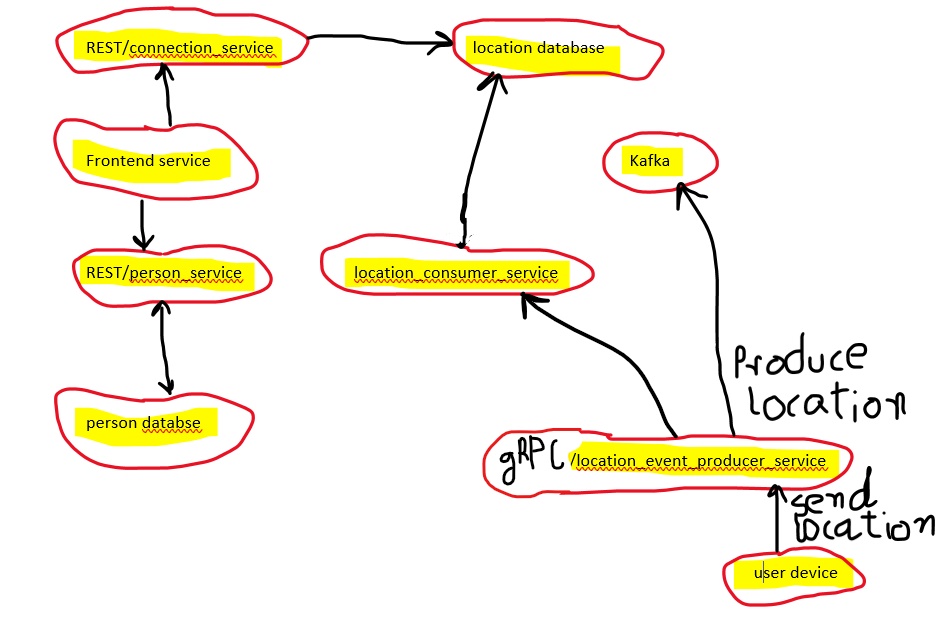 REST/connection_service
location database
Frontend service
Kafka
REST/person_service
location_consumer_service
Produce
location
person databse
gRPC /location_event_producer_service
send
location
user device